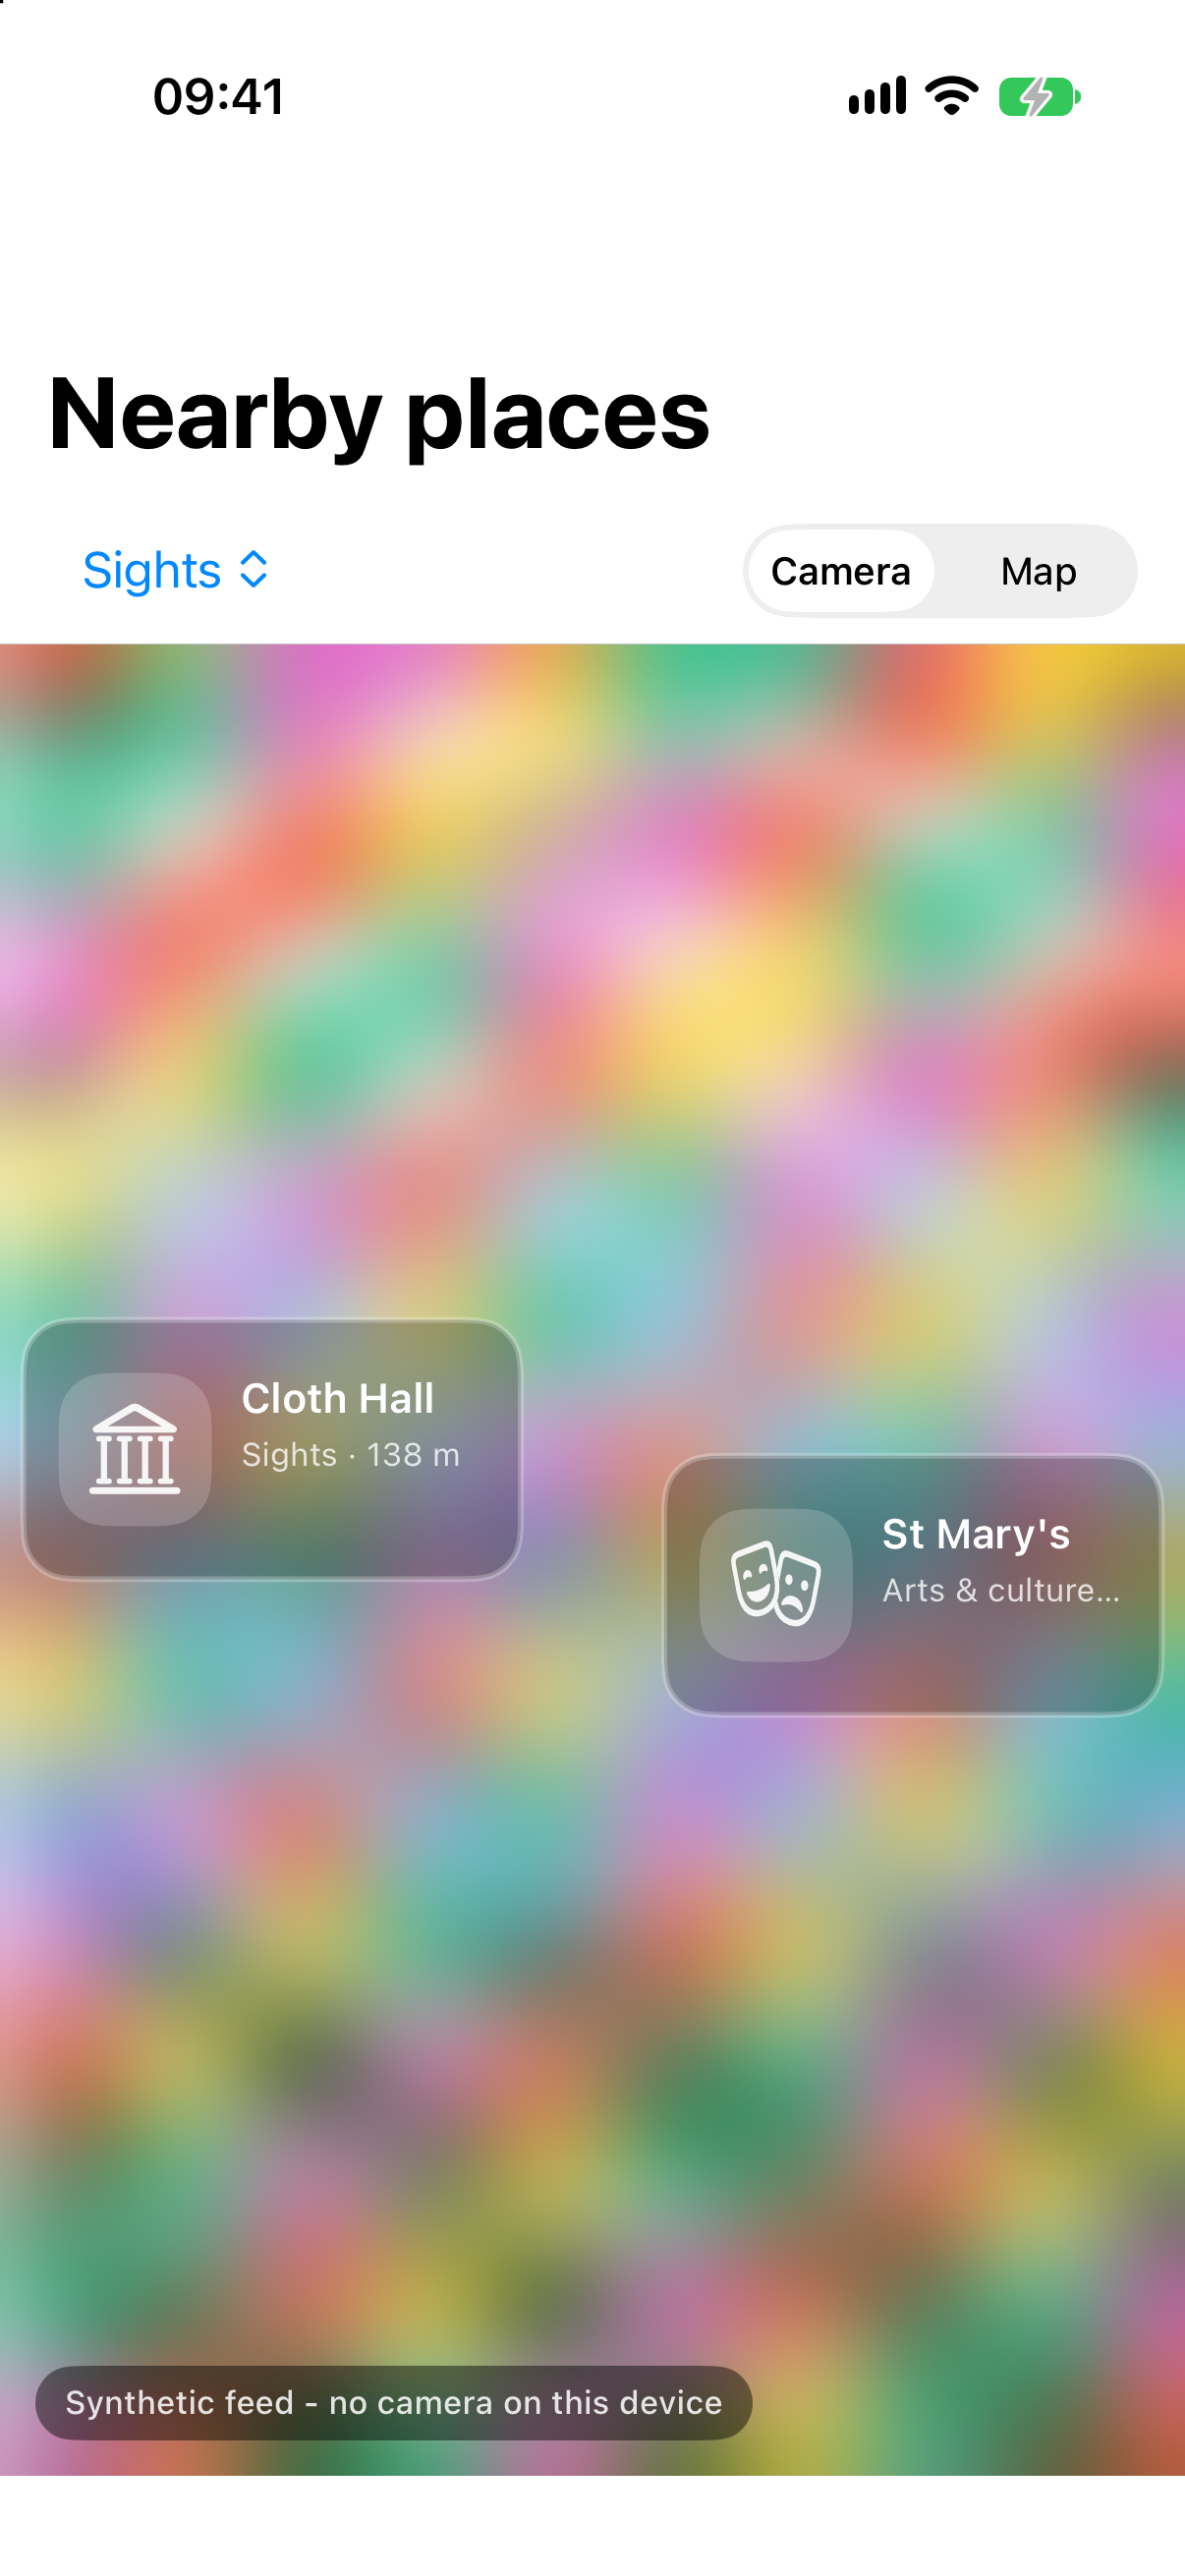 09:41
Nearby places
Sights
Camera
Map
Cloth Hall
Sights · 138 m
St Mary's
Arts & culture...
Synthetic feed - no camera on this device